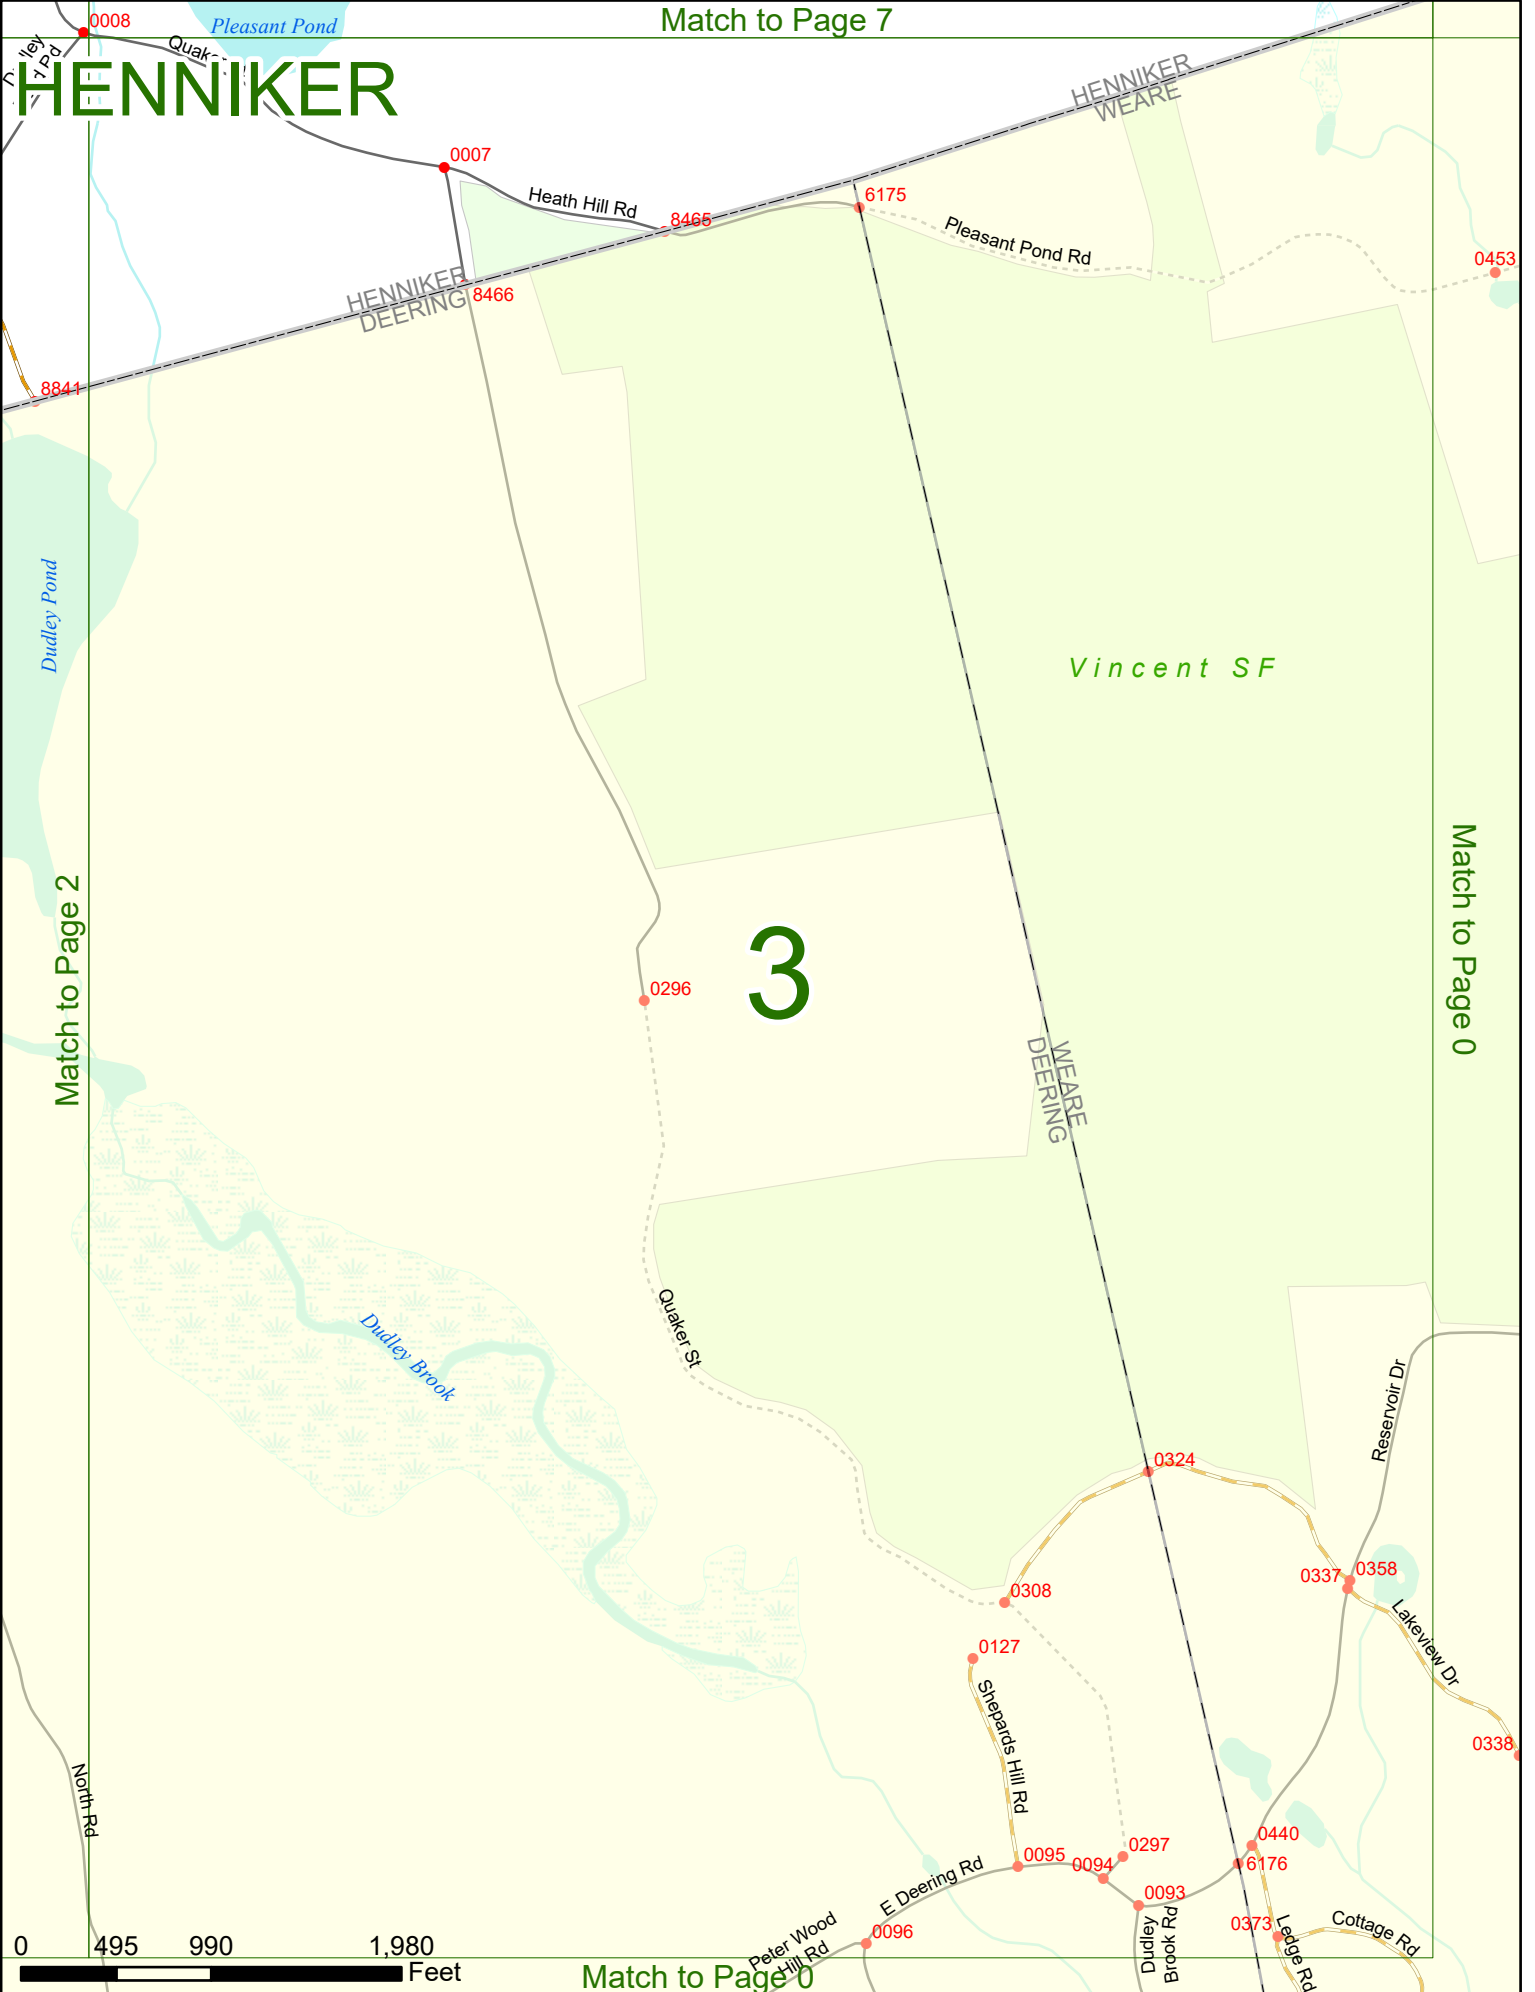 0008
Pleasant Pond
Match to Page 7
HENNIKER
0007
Heath Hill Rd
8465
6175
Pleasant Pond Rd
0453
HENNIKER
WEARE
HENNIKER
DEERING
8466
8841
Dudley Pond
Vincent SF
Match to Page 2
3
Match to Page 0
0296
WEARE
DEERING
Quaker St
Dudley Brook
Reservoir Dr
0324
0337
0358
0308
Lakeview Dr
0127
Shepards Hill Rd
0338
North Rd
0440
0297
0095
0094
6176
E Deering Rd
0093
0373
Ledge Rd
Cottage Rd
Dudley
Brook Rd
Peter Wood
Hill Rd
0096
0 495 990 1,980
Feet
Match to Page 0